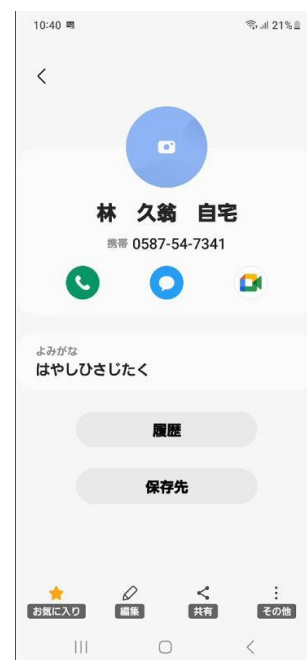 10:40
21%
林 久翁 自宅
携帯 0587-54-7341
よみがな
はやしひさじたく
履歴
保存先
お気に入り 編集 共有 その他